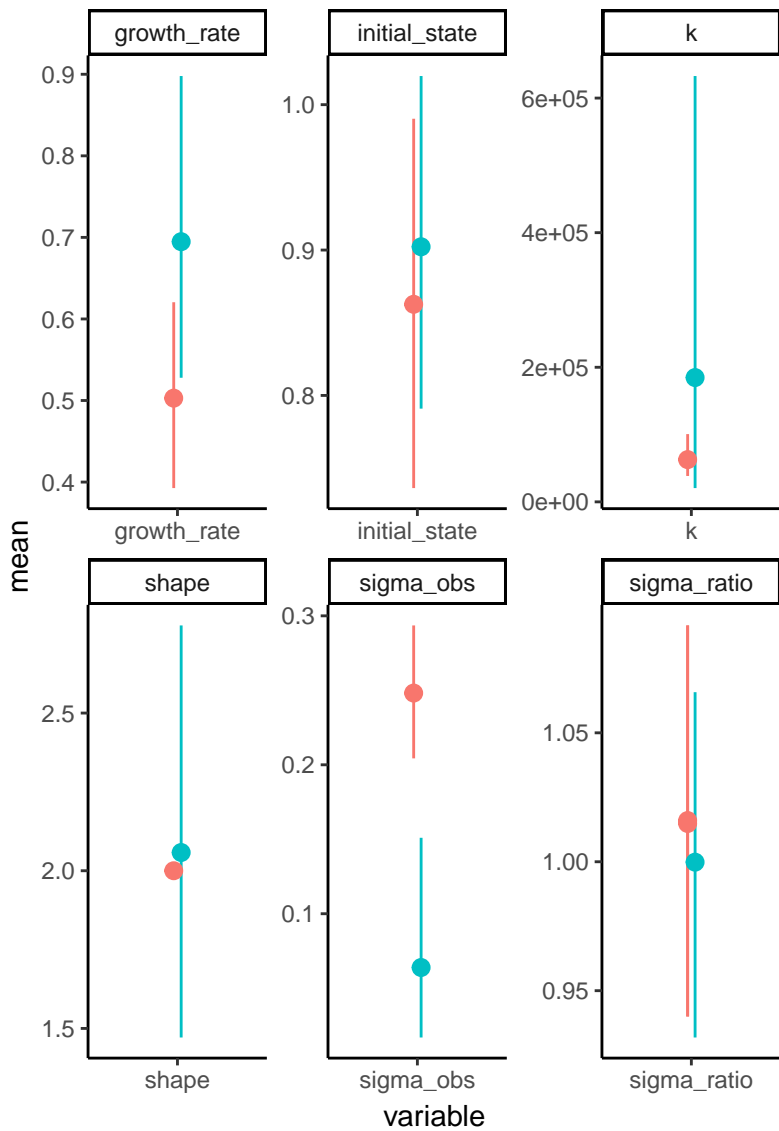 growth_rate
initial_state
k
0.9
0.8
0.7
0.6
0.5
0.4
1.0
0.9
0.8
6e+05
4e+05
2e+05
0e+00
growth_rate
initial_state
k
mean
shape
sigma_obs
sigma_ratio
2.5
2.0
1.5
0.3
0.2
0.1
1.05
1.00
0.95
shape
sigma_obs
sigma_ratio
variable